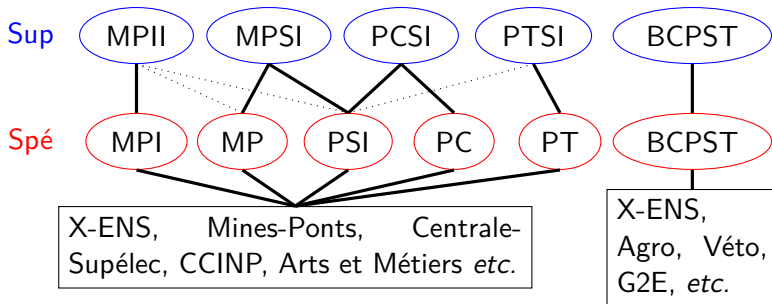 Sup MPII MPSI PCSI PTSI BCPST
Spé MPI MP PSI PC PT BCPST
X-ENS, Mines-Ponts, Centrale-
Supélec, CCINP, Arts et Métiers etc.
X-ENS,
Agro, Véto,
G2E, etc.